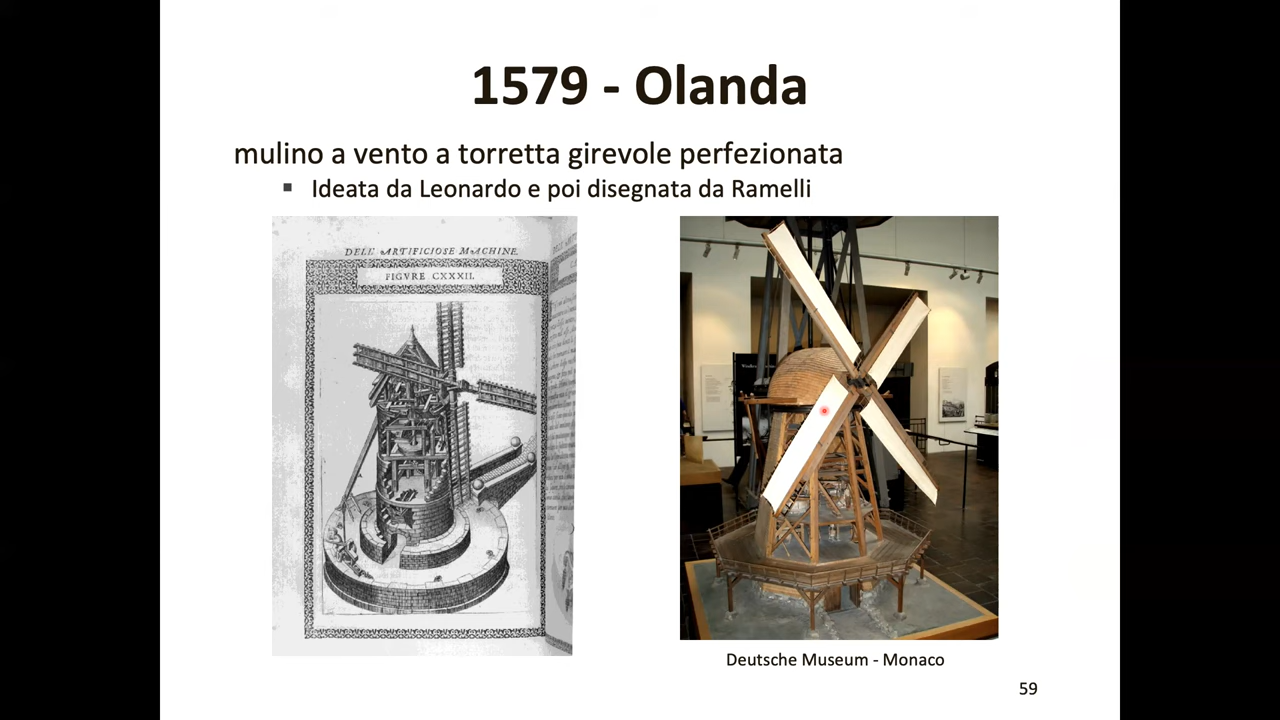 1579 - Olanda
mulino a vento a torretta girevole perfezionata
▪ Ideata da Leonardo e poi disegnata da Ramelli
DELE ARTIFICIOSE MACHINE.
FIGVRE CXXXII.
Deutsche Museum - Monaco
59